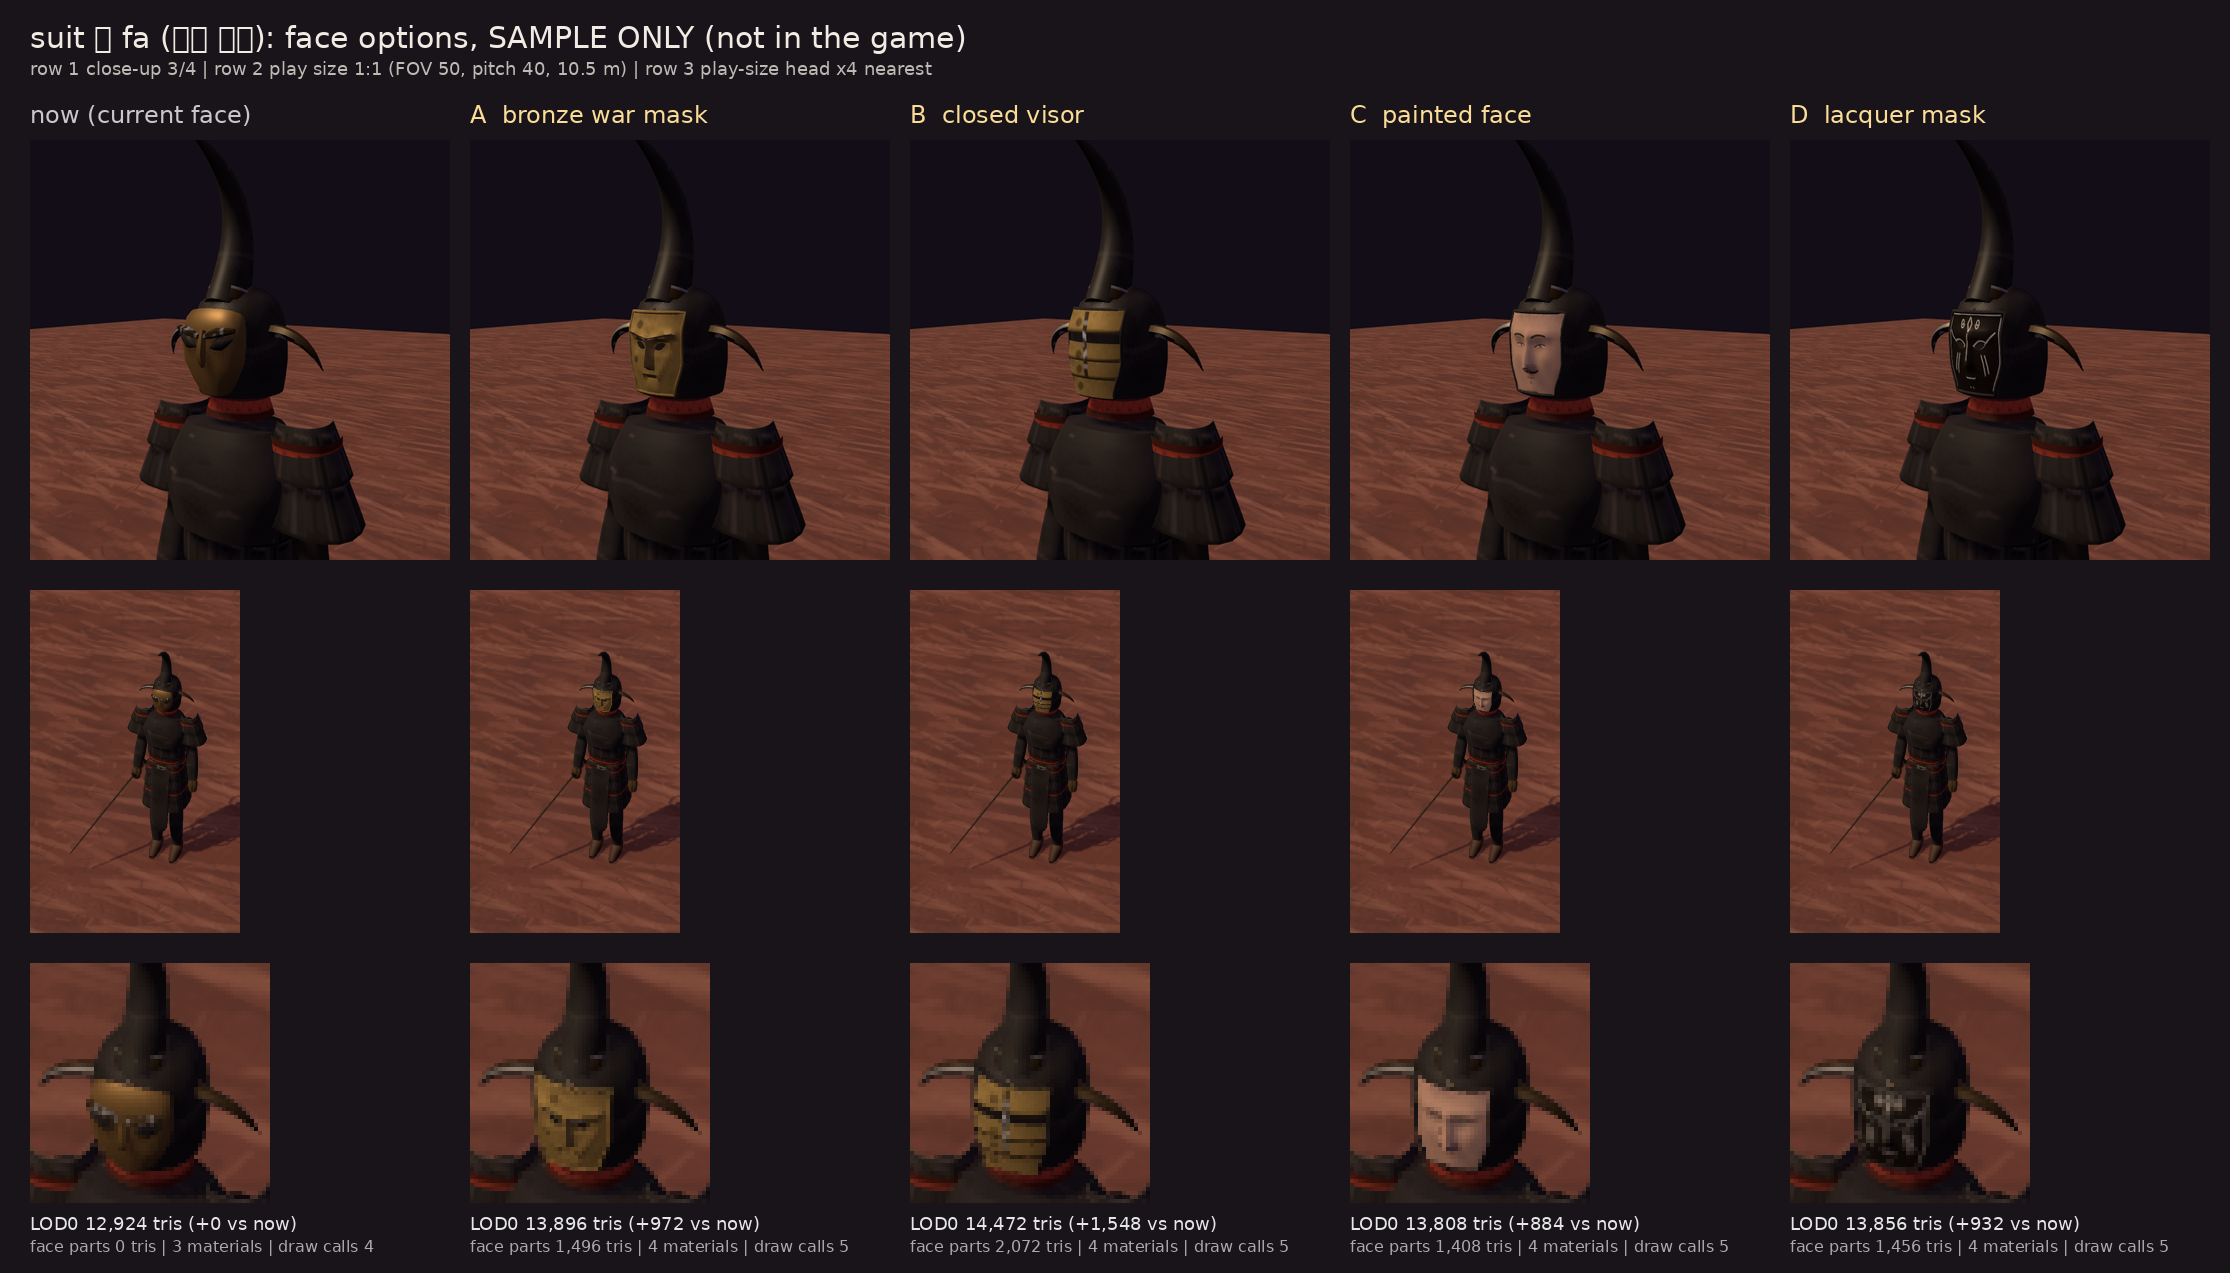 suit □ fa (□□ □□): face options, SAMPLE ONLY (not in the game)
row 1 close-up 3/4 | row 2 play size 1:1 (FOV 50, pitch 40, 10.5 m) | row 3 play-size head x4 nearest
now (current face)
A bronze war mask
B closed visor
C painted face
D lacquer mask
LOD0 12,924 tris (+0 vs now)
face parts 0 tris | 3 materials | draw calls 4
LOD0 13,896 tris (+972 vs now)
face parts 1,496 tris | 4 materials | draw calls 5
LOD0 14,472 tris (+1,548 vs now)
face parts 2,072 tris | 4 materials | draw calls 5
LOD0 13,808 tris (+884 vs now)
face parts 1,408 tris | 4 materials | draw calls 5
LOD0 13,856 tris (+932 vs now)
face parts 1,456 tris | 4 materials | draw calls 5